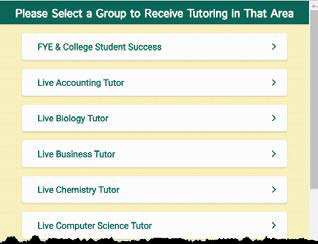 Please Select a Group to Receive Tutoring in That Area
FYE & College Student Success
Live Accounting Tutor
Live Biology Tutor
Live Business Tutor
Live Chemistry Tutor
Live Computer Science Tutor